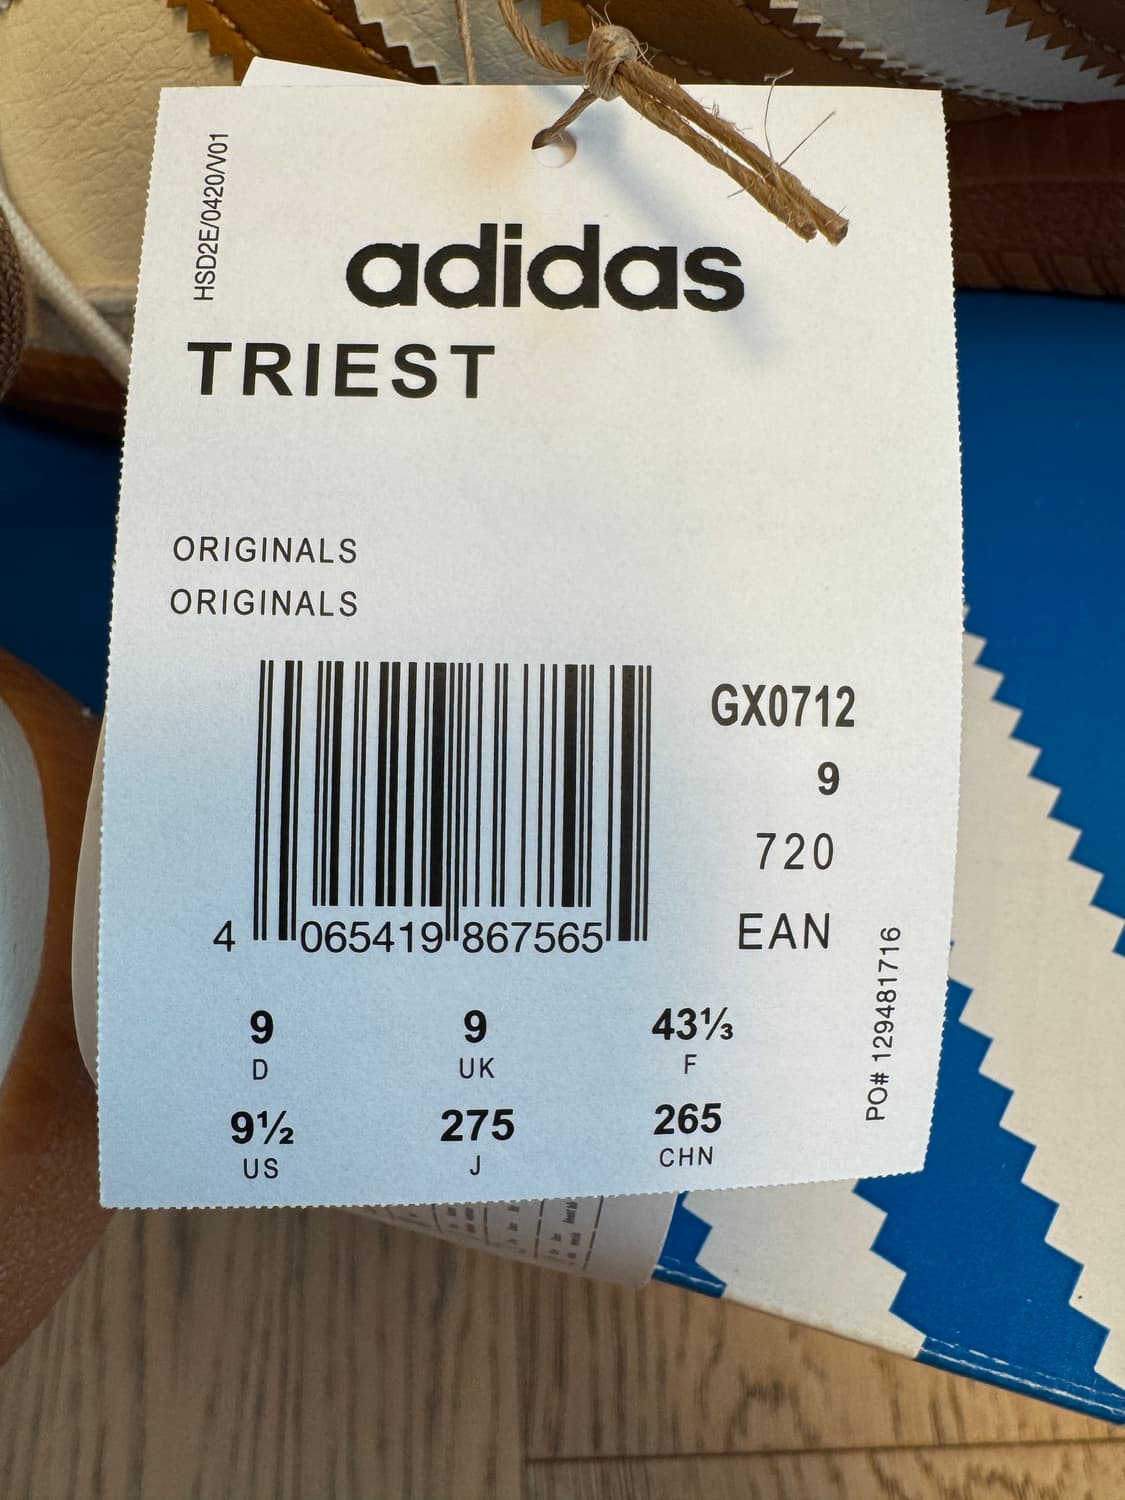 HSD2E/0420/V01
adidas
TRIEST
ORIGINALS
ORIGINALS
GX0712
9
720
EAN
4 065419 867565
PO# 129481716
9 9 43⅓
D UK F
9½ 275 265
US J CHN